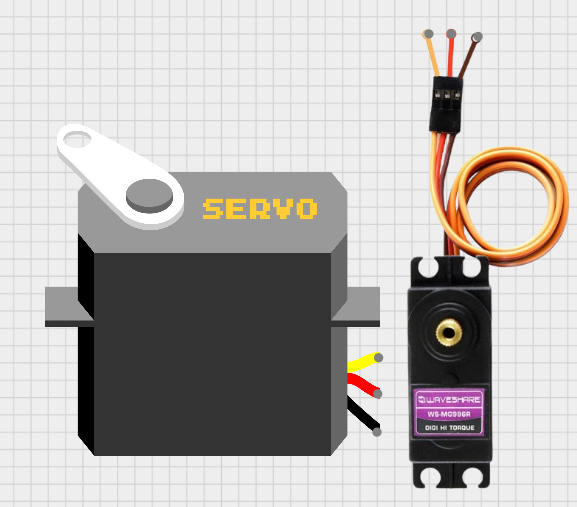 SERVO
WAVESHARE
WS-MG996R
DIGI HI TORQUE